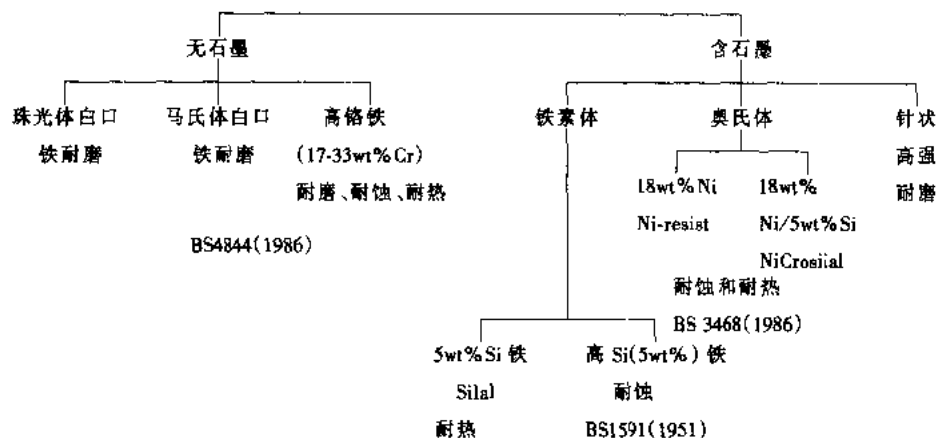 无石墨
含石墨
珠光体白口
铁耐磨
马氏体白口
铁耐磨
高铬铁
(17-33wt%Cr)
耐磨、耐蚀、耐热
BS4844(1986)
铁素体
奥氏体
针状
高强
耐磨
18wt%Ni
Ni-resist
18wt%
Ni/5wt%Si
NiCrosiial
耐蚀和耐热
BS 3468(1986)
5wt%Si 铁
Silal
耐热
高 Si(5wt%)铁
耐蚀
BS1591(1951)